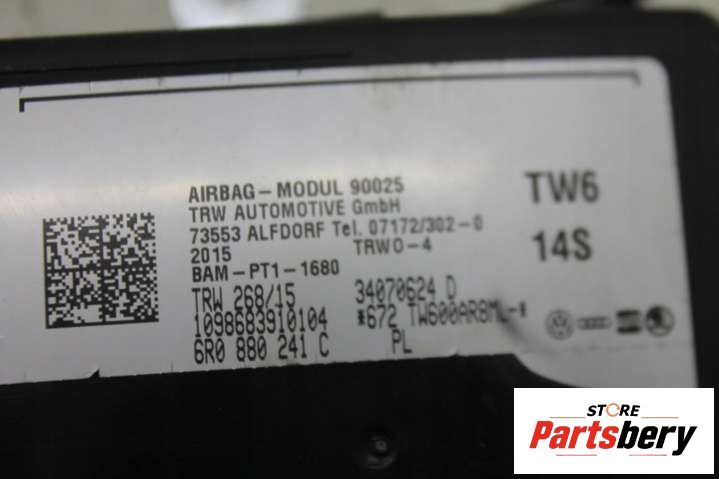 AIRBAG-MODUL 90025
TRW AUTOMOTIVE GmbH
73553 ALFDORF Tel. 07172/302-0
2015 TRWO-4
BAM-PT1-1680
TRW 268/15 34070624 D
1098683910104 *672 TW600AR8ML-*
6R0 880 241 C PL
TW6
14S
STORE
Partsbery